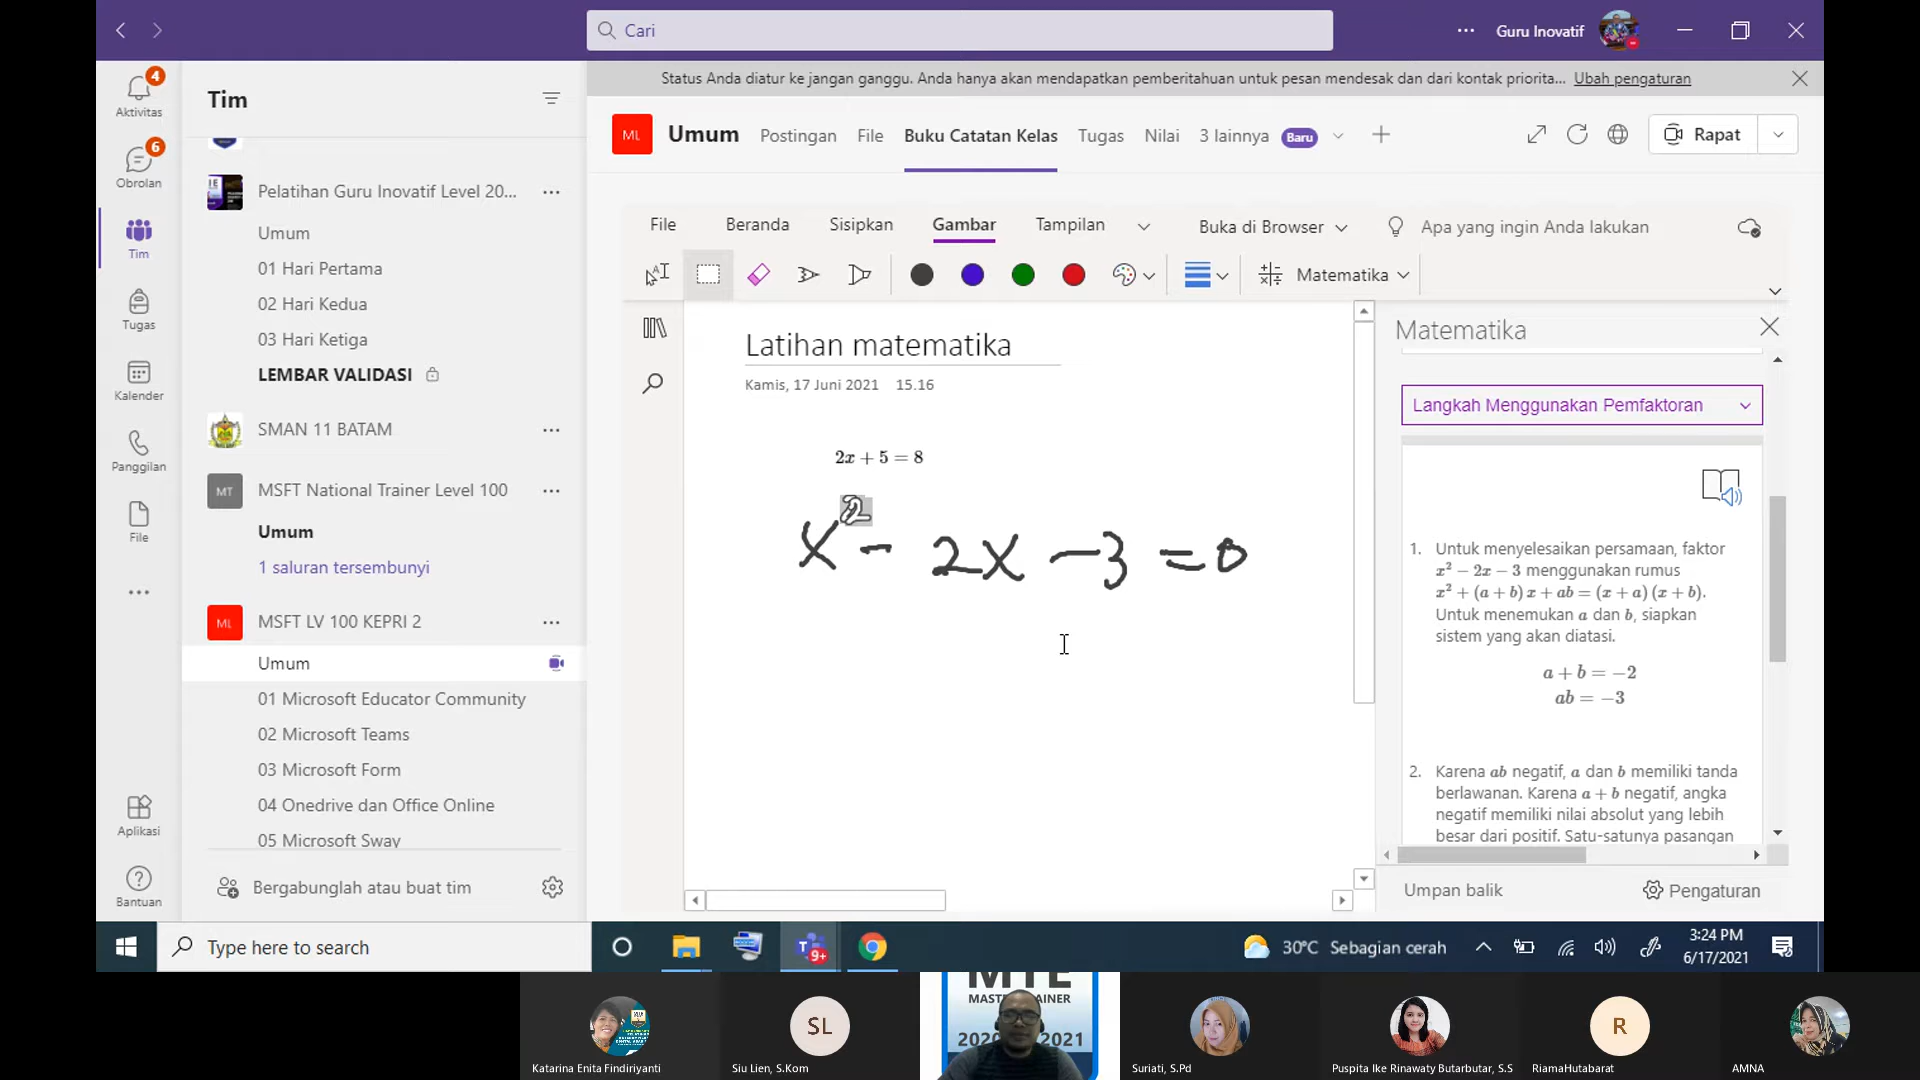 Cari
Guru Inovatif
Status Anda diatur ke jangan ganggu. Anda hanya akan mendapatkan pemberitahuan untuk pesan mendesak dan dari kontak priorita... Ubah pengaturan
4
Aktivitas
6
Obrolan
Tim
Tugas
Kalender
Panggilan
File
Aplikasi
Bantuan
Tim
Pelatihan Guru Inovatif Level 20...
Umum
01 Hari Pertama
02 Hari Kedua
03 Hari Ketiga
LEMBAR VALIDASI
SMAN 11 BATAM
MT MSFT National Trainer Level 100
Umum
1 saluran tersembunyi
ML MSFT LV 100 KEPRI 2
Umum
01 Microsoft Educator Community
02 Microsoft Teams
03 Microsoft Form
04 Onedrive dan Office Online
05 Microsoft Sway
Bergabunglah atau buat tim
ML Umum Postingan File Buku Catatan Kelas Tugas Nilai 3 lainnya Baru Rapat
File Beranda Sisipkan Gambar Tampilan Buka di Browser Apa yang ingin Anda lakukan
Matematika
Latihan matematika
Kamis, 17 Juni 2021 15.16
2x + 5 = 8
x² - 2x - 3 = 0
Matematika
Langkah Menggunakan Pemfaktoran
1. Untuk menyelesaikan persamaan, faktor
x² − 2x − 3 menggunakan rumus
x² + (a + b) x + ab = (x + a) (x + b).
Untuk menemukan a dan b, siapkan
sistem yang akan diatasi.
a + b = −2
ab = −3
2. Karena ab negatif, a dan b memiliki tanda
berlawanan. Karena a + b negatif, angka
negatif memiliki nilai absolut yang lebih
besar dari positif. Satu-satunya pasangan
Umpan balik Pengaturan
Type here to search
9+
30°C Sebagian cerah
3:24 PM
6/17/2021
Katarina Enita Findiriyanti
SL
Siu Lien, S.Kom
Suriati, S.Pd
Puspita Ike Rinawaty Butarbutar, S.S
R
RiamaHutabarat
AMNA